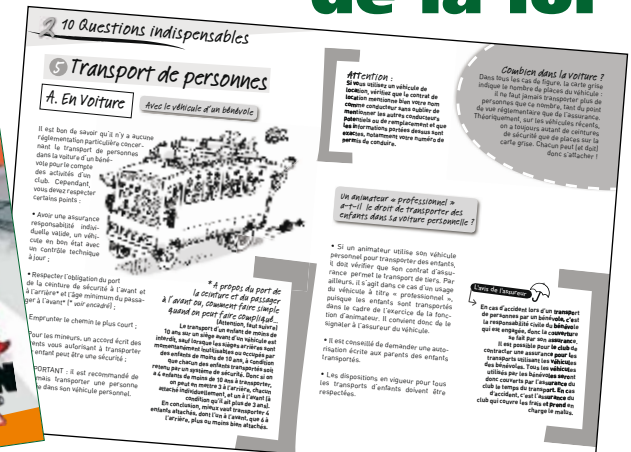 de la loi
2 10 Questions indispensables
5 Transport de personnes
A. En Voiture
Avec le véhicule d'un bénévole
Il est bon de savoir qu'il n'y a aucune
réglementation particulière concer-
nant le transport de personnes
dans la voiture d'un béné-
vole pour le compte
des activités d'un
club. Cependant,
vous devez respecter
certains points :
• Avoir une assurance
responsabilité indivi-
duelle valide, un véhi-
cule en bon état avec
un contrôle technique
à jour ;
• Respecter l'obligation du port
de la ceinture de sécurité à l'avant et
à l'arrière* et l'âge minimum du passa-
ger à l'avant* (* voir encadré) ;
Emprunter le chemin le plus court ;
Pour les mineurs, un accord écrit des
ents vous autorisant à transporter
enfant peut être une sécurité ;
PORTANT : il est recommandé de
mais transporter une personne
e dans son véhicule personnel.
* A propos du port de
la ceinture et du passager
à l'avant ou, comment faire simple
quand on peut faire compliqué...
(Attention, faut suivre)
Le transport d'un enfant de moins de
10 ans sur un siège avant d'un véhicule est
interdit, sauf lorsque les sièges arrières sont
momentanément inutilisables ou occupés par
des enfants de moins de 10 ans, à condition
que chacun des enfants transportés soit
retenu par un système de sécurité. Donc si on
a 4 enfants de moins de 10 ans à transporter,
on peut en mettre 3 à l'arrière, chacun
attaché individuellement, et un à l'avant (à
condition qu'il ait plus de 3 ans).
En conclusion, mieux vaut transporter 4
enfants attachés, dont l'un à l'avant, que 4 à
l'arrière, plus ou moins bien attachés.
Attention :
Si vous utilisez un véhicule de
location, vérifiez que le contrat de
location mentionne bien votre nom
comme conducteur sans oublier de
mentionner les autres conducteurs
potentiels ou de remplacement et que
les informations portées dessus sont
exactes, notamment votre numéro de
permis de conduire.
Combien dans la voiture ?
Dans tous les cas de figure, la carte grise
indique le nombre de places du véhicule :
il ne faut jamais transporter plus de
personnes que ce nombre, tant du point
de vue réglementaire que de l'assurance.
Théoriquement, sur les véhicules récents,
on a toujours autant de ceintures
de sécurité que de places sur la
carte grise. Chacun peut (et doit)
donc s'attacher !
Un animateur « professionnel »
a-t-il le droit de transporter des
enfants dans sa voiture personnelle ?
• Si un animateur utilise son véhicule
personnel pour transporter des enfants,
il doit vérifier que son contrat d'assu-
rance permet le transport de tiers. Par
ailleurs, il s'agit dans ce cas d'un usage
du véhicule à titre « professionnel »,
puisque les enfants sont transportés
dans le cadre de l'exercice de la fonc-
tion d'animateur. Il convient donc de le
signaler à l'assureur du véhicule.
• Il est conseillé de demander une auto-
risation écrite aux parents des enfants
transportés.
• Les dispositions en vigueur pour tous
les transports d'enfants doivent être
respectées.
L'avis de l'assureur
En cas d'accident lors d'un transport
de personnes par un bénévole, c'est
la responsabilité civile du bénévole
qui est engagée, donc la couverture
se fait par son assurance.
Il est possible pour le club de
contracter une assurance pour les
transports utilisant les véhicules
des bénévoles. Tous les véhicules
utilisés par les bénévoles seront
donc couverts par l'assurance du
club le temps du transport. En cas
d'accident, c'est l'assurance du
club qui couvre les frais et prend en
charge le malus.